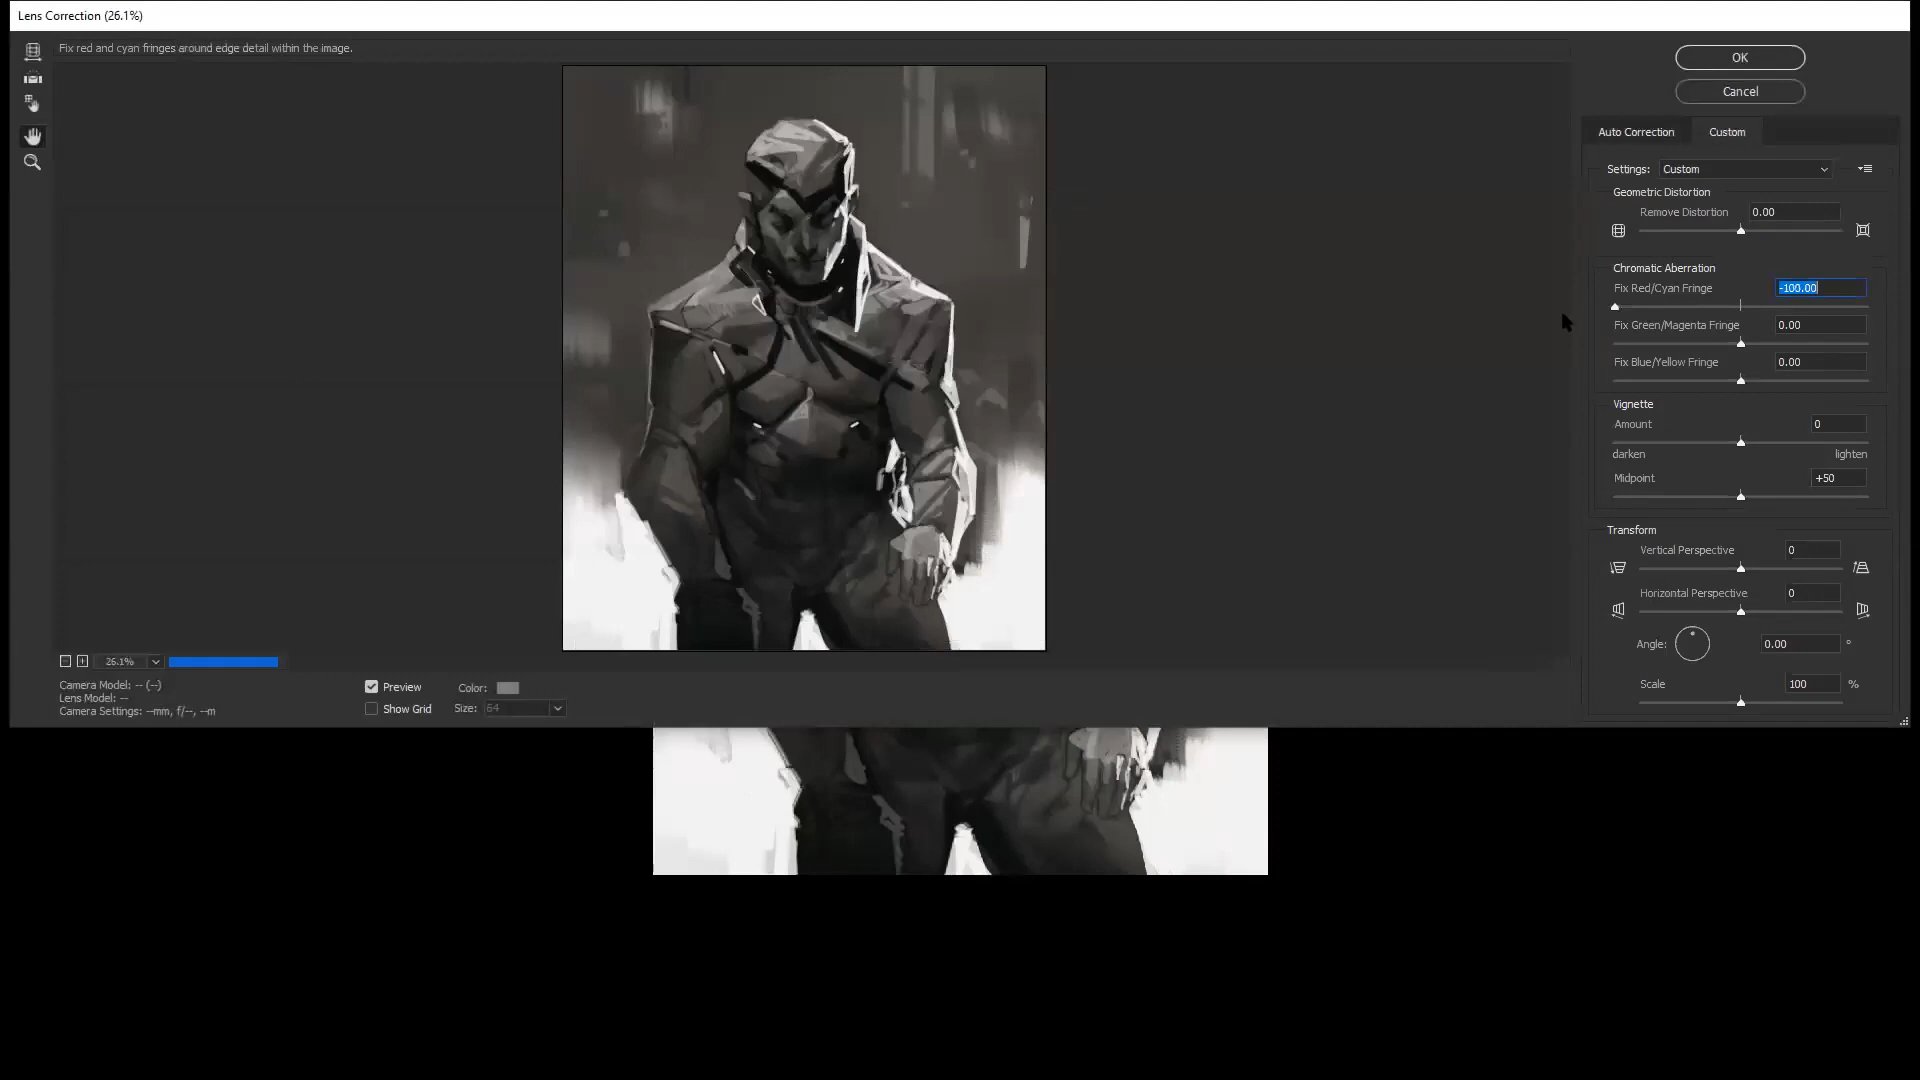 Lens Correction (26.1%)
Fix red and cyan fringes around edge detail within the image.
OK
Cancel
Auto Correction Custom
Settings: Custom
Geometric Distortion
Remove Distortion 0.00
Chromatic Aberration
Fix Red/Cyan Fringe -100.00
Fix Green/Magenta Fringe 0.00
Fix Blue/Yellow Fringe 0.00
Vignette
Amount 0
darken lighten
Midpoint +50
Transform
Vertical Perspective 0
Horizontal Perspective 0
Angle: 0.00 °
Scale 100 %
26.1%
Camera Model: -- (--)
Lens Model: --
Camera Settings: --mm, f/--, --m
Preview Color:
Show Grid Size: 64